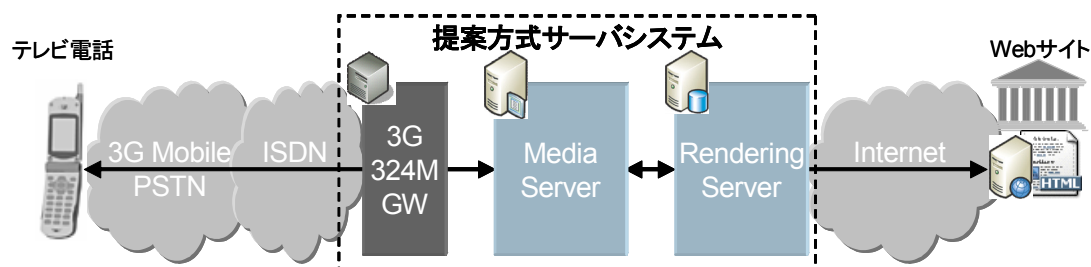 提案方式サーバシステム
テレビ電話
Webサイト
3G Mobile
PSTN
ISDN
3G
324M
GW
Media
Server
Rendering
Server
Internet
HTML